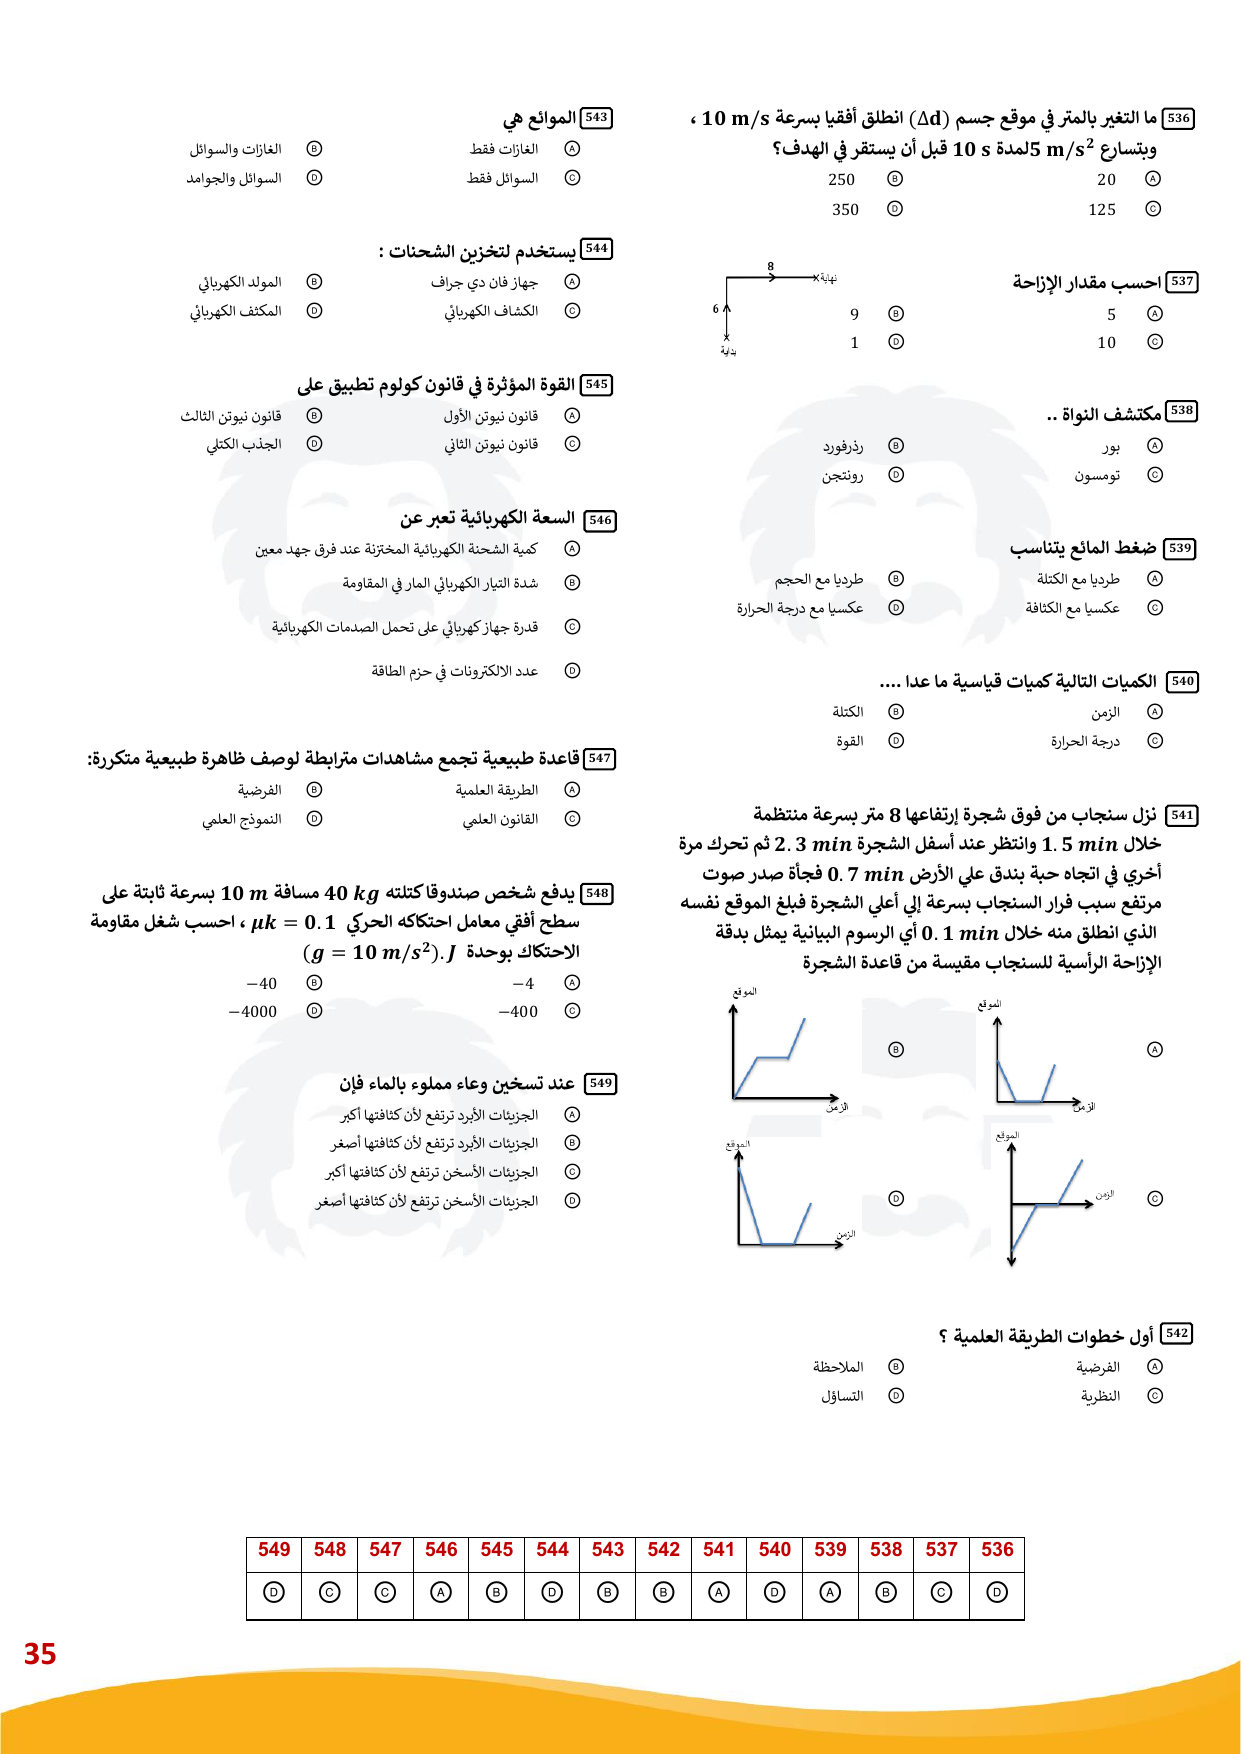 536 ما التغير بالمتر في موقع جسم (Δd) انطلق أفقيا بسرعة 10 m/s ،
وبتسارع 5 m/s² لمدة 10 s قبل أن يستقر في الهدف؟
A 20 B 250
C 125 D 350
537 احسب مقدار الإزاحة
8
نهاية
6
بداية
A 5 B 9
C 10 D 1
538 مكتشف النواة ..
A بور B رذرفورد
C تومسون D رونتجن
539 ضغط المائع يتناسب
A طرديا مع الكتلة B طرديا مع الحجم
C عكسيا مع الكثافة D عكسيا مع درجة الحرارة
540 الكميات التالية كميات قياسية ما عدا ....
A الزمن B الكتلة
C درجة الحرارة D القوة
541 نزل سنجاب من فوق شجرة إرتفاعها 8 متر بسرعة منتظمة
خلال 1.5 min وانتظر عند أسفل الشجرة 2.3 min ثم تحرك مرة
أخري في اتجاه حبة بندق علي الأرض 0.7 min فجأة صدر صوت
مرتفع سبب فرار السنجاب بسرعة إلي أعلي الشجرة فبلغ الموقع نفسه
الذي انطلق منه خلال 0.1 min أي الرسوم البيانية يمثل بدقة
الإزاحة الرأسية للسنجاب مقيسة من قاعدة الشجرة
A الموقع الزمن B الموقع الزمن
C الموقع الزمن D الموقع الزمن
542 أول خطوات الطريقة العلمية ؟
A الفرضية B الملاحظة
C النظرية D التساؤل
543 الموائع هي
A الغازات فقط B الغازات والسوائل
C السوائل فقط D السوائل والجوامد
544 يستخدم لتخزين الشحنات :
A جهاز فان دي جراف B المولد الكهربائي
C الكشاف الكهربائي D المكثف الكهربائي
545 القوة المؤثرة في قانون كولوم تطبيق على
A قانون نيوتن الأول B قانون نيوتن الثالث
C قانون نيوتن الثاني D الجذب الكتلي
546 السعة الكهربائية تعبر عن
A كمية الشحنة الكهربائية المختزنة عند فرق جهد معين
B شدة التيار الكهربائي المار في المقاومة
C قدرة جهاز كهربائي على تحمل الصدمات الكهربائية
D عدد الالكترونات في حزم الطاقة
547 قاعدة طبيعية تجمع مشاهدات مترابطة لوصف ظاهرة طبيعية متكررة:
A الطريقة العلمية B الفرضية
C القانون العلمي D النموذج العلمي
548 يدفع شخص صندوقا كتلته 40 kg مسافة 10 m بسرعة ثابتة على
سطح أفقي معامل احتكاكه الحركي μk = 0.1 ، احسب شغل مقاومة
الاحتكاك بوحدة J. (g = 10 m/s²)
A −4 B −40
C −400 D −4000
549 عند تسخين وعاء مملوء بالماء فإن
A الجزيئات الأبرد ترتفع لأن كثافتها أكبر
B الجزيئات الأبرد ترتفع لأن كثافتها أصغر
C الجزيئات الأسخن ترتفع لأن كثافتها أكبر
D الجزيئات الأسخن ترتفع لأن كثافتها أصغر
549 548 547 546 545 544 543 542 541 540 539 538 537 536
D C C A B D B B A D A B C D
35